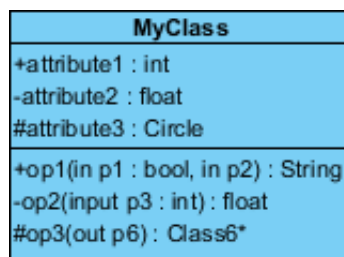 MyClass
+attribute1 : int
-attribute2 : float
#attribute3 : Circle
+op1(in p1 : bool, in p2) : String
-op2(input p3 : int) : float
#op3(out p6) : Class6*